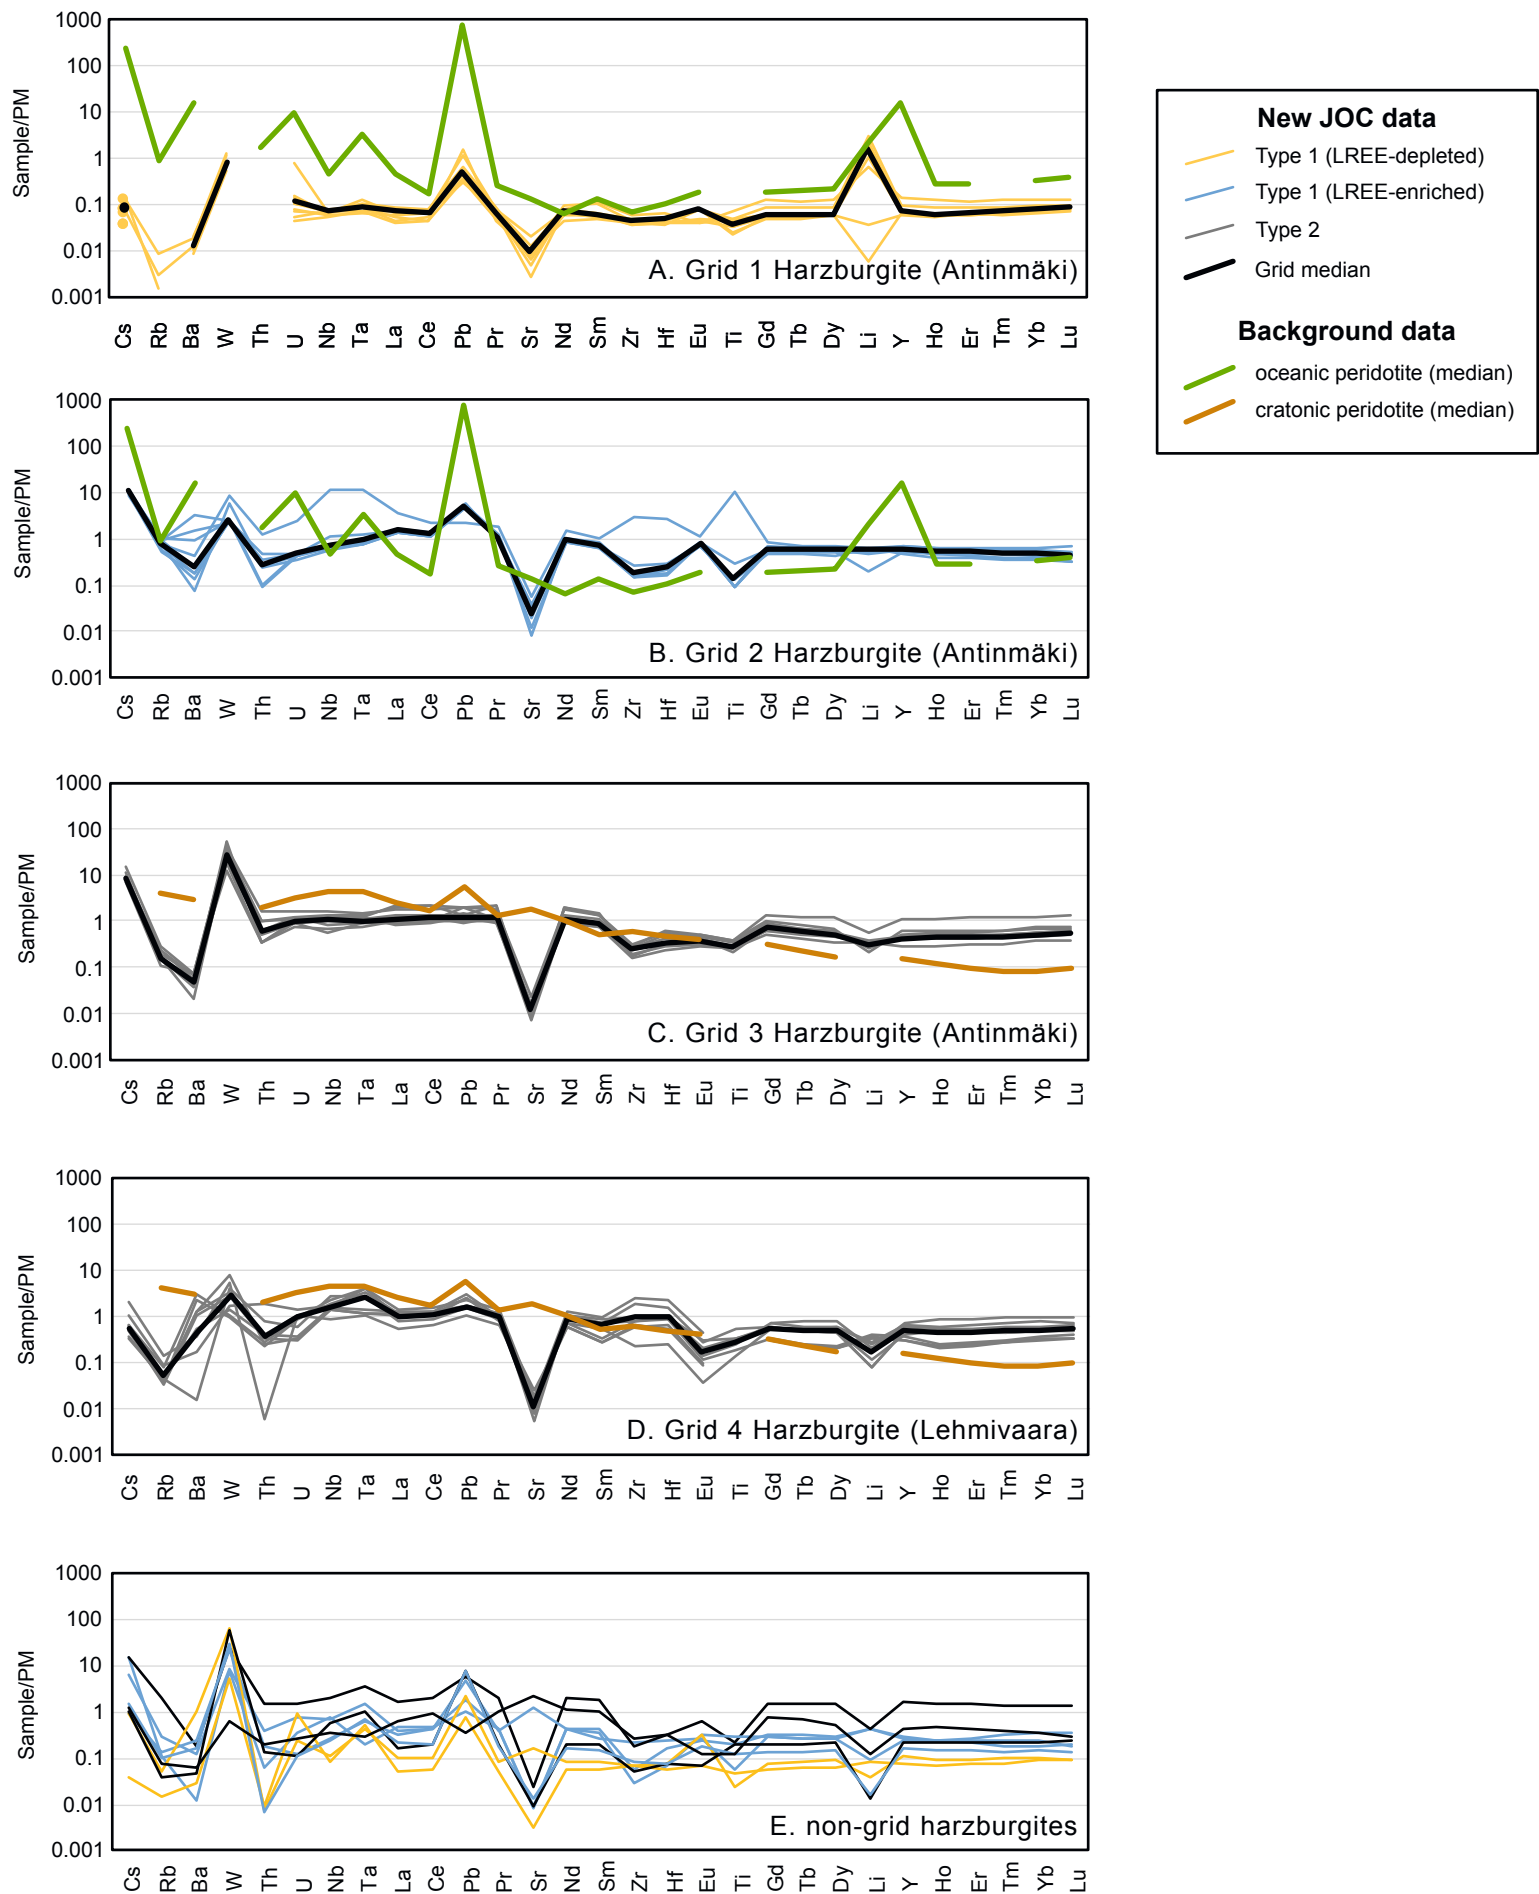 1000
100
10
1
0.1
0.01
0.001
Sample/PM
A. Grid 1 Harzburgite (Antinmäki)
Cs Rb Ba W Th U Nb Ta La Ce Pb Pr Sr Nd Sm Zr Hf Eu Ti Gd Tb Dy Li Y Ho Er Tm Yb Lu
New JOC data
Type 1 (LREE-depleted)
Type 1 (LREE-enriched)
Type 2
Grid median
Background data
oceanic peridotite (median)
cratonic peridotite (median)
1000
100
10
1
0.1
0.01
0.001
Sample/PM
B. Grid 2 Harzburgite (Antinmäki)
Cs Rb Ba W Th U Nb Ta La Ce Pb Pr Sr Nd Sm Zr Hf Eu Ti Gd Tb Dy Li Y Ho Er Tm Yb Lu
1000
100
10
1
0.1
0.01
0.001
Sample/PM
C. Grid 3 Harzburgite (Antinmäki)
Cs Rb Ba W Th U Nb Ta La Ce Pb Pr Sr Nd Sm Zr Hf Eu Ti Gd Tb Dy Li Y Ho Er Tm Yb Lu
1000
100
10
1
0.1
0.01
0.001
Sample/PM
D. Grid 4 Harzburgite (Lehmivaara)
Cs Rb Ba W Th U Nb Ta La Ce Pb Pr Sr Nd Sm Zr Hf Eu Ti Gd Tb Dy Li Y Ho Er Tm Yb Lu
1000
100
10
1
0.1
0.01
0.001
Sample/PM
E. non-grid harzburgites
Cs Rb Ba W Th U Nb Ta La Ce Pb Pr Sr Nd Sm Zr Hf Eu Ti Gd Tb Dy Li Y Ho Er Tm Yb Lu